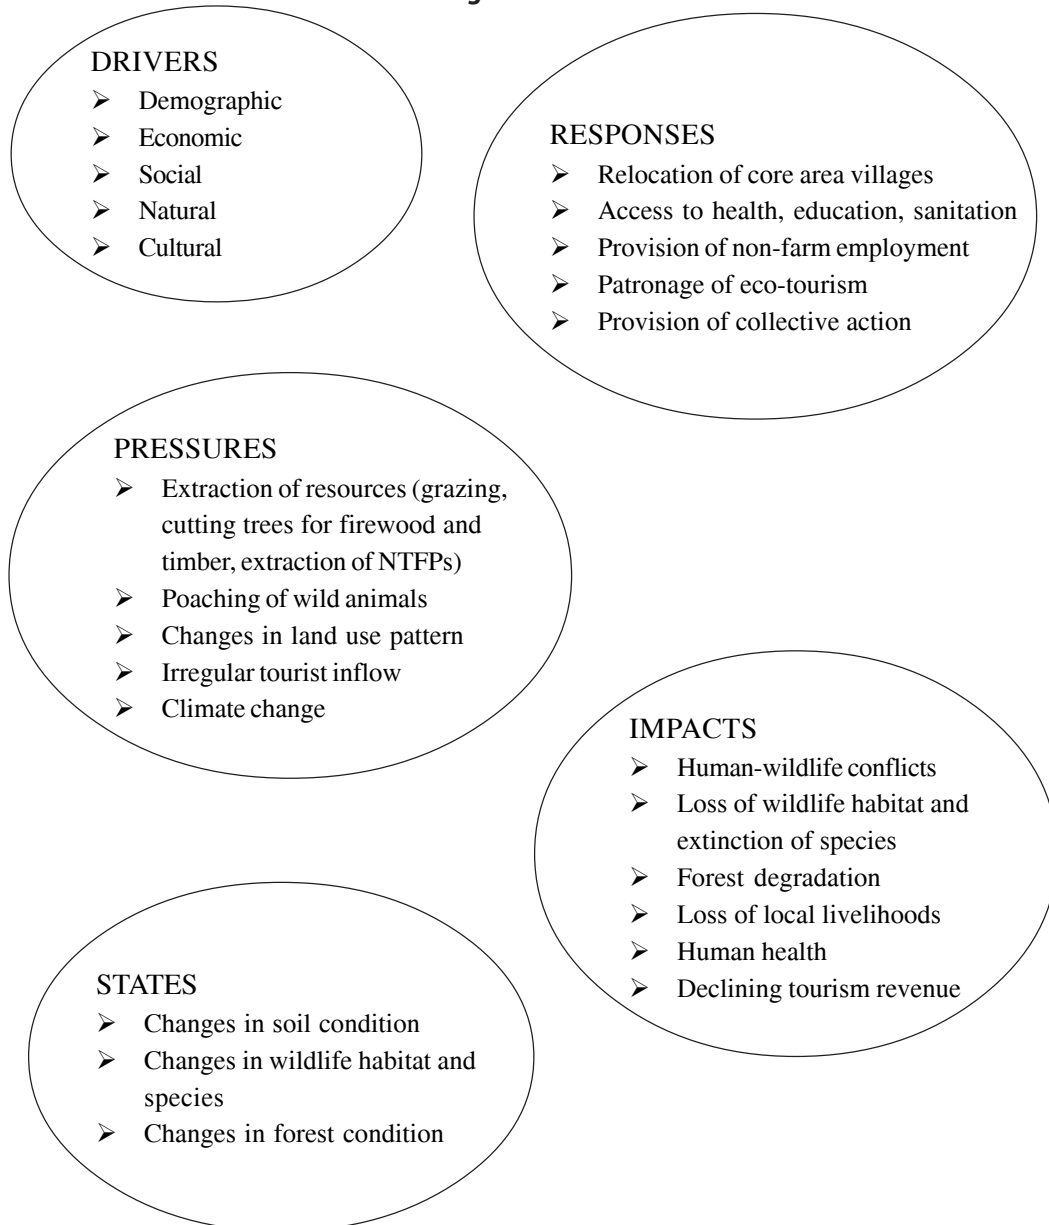 DRIVERS
➢ Demographic
➢ Economic
➢ Social
➢ Natural
➢ Cultural
RESPONSES
➢ Relocation of core area villages
➢ Access to health, education, sanitation
➢ Provision of non-farm employment
➢ Patronage of eco-tourism
➢ Provision of collective action
PRESSURES
➢ Extraction of resources (grazing,
cutting trees for firewood and
timber, extraction of NTFPs)
➢ Poaching of wild animals
➢ Changes in land use pattern
➢ Irregular tourist inflow
➢ Climate change
IMPACTS
➢ Human-wildlife conflicts
➢ Loss of wildlife habitat and
extinction of species
➢ Forest degradation
➢ Loss of local livelihoods
➢ Human health
➢ Declining tourism revenue
STATES
➢ Changes in soil condition
➢ Changes in wildlife habitat and
species
➢ Changes in forest condition